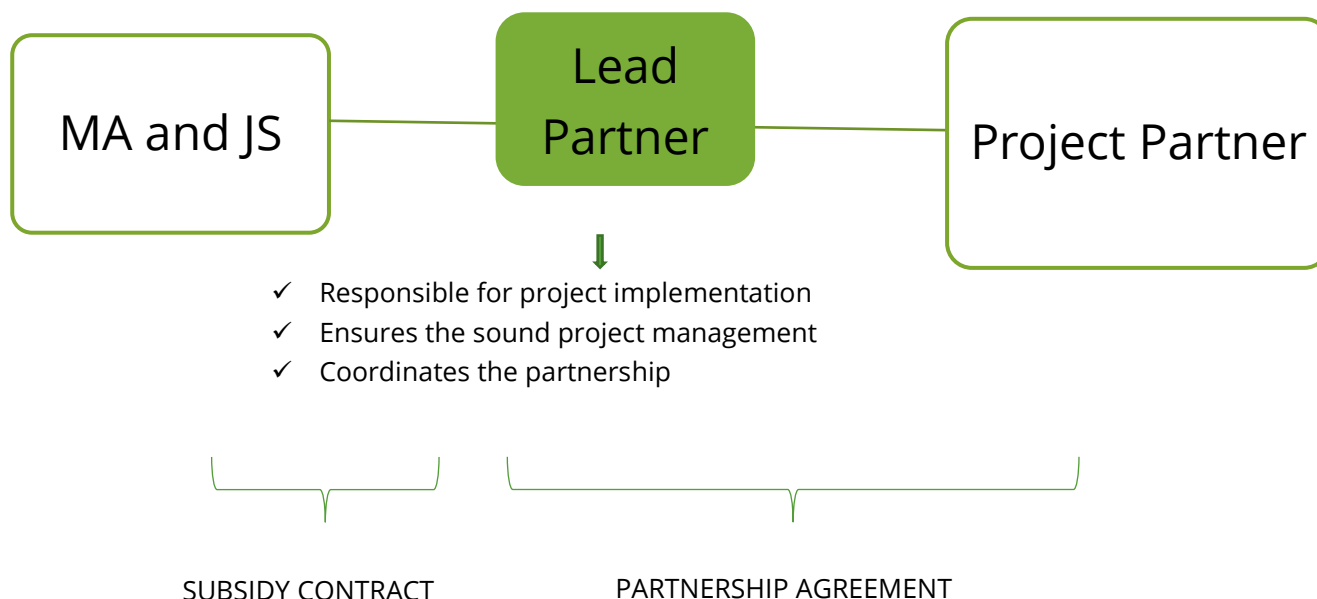 MA and JS
Lead
Partner
Project Partner
✓ Responsible for project implementation
✓ Ensures the sound project management
✓ Coordinates the partnership
SUBSIDY CONTRACT
PARTNERSHIP AGREEMENT